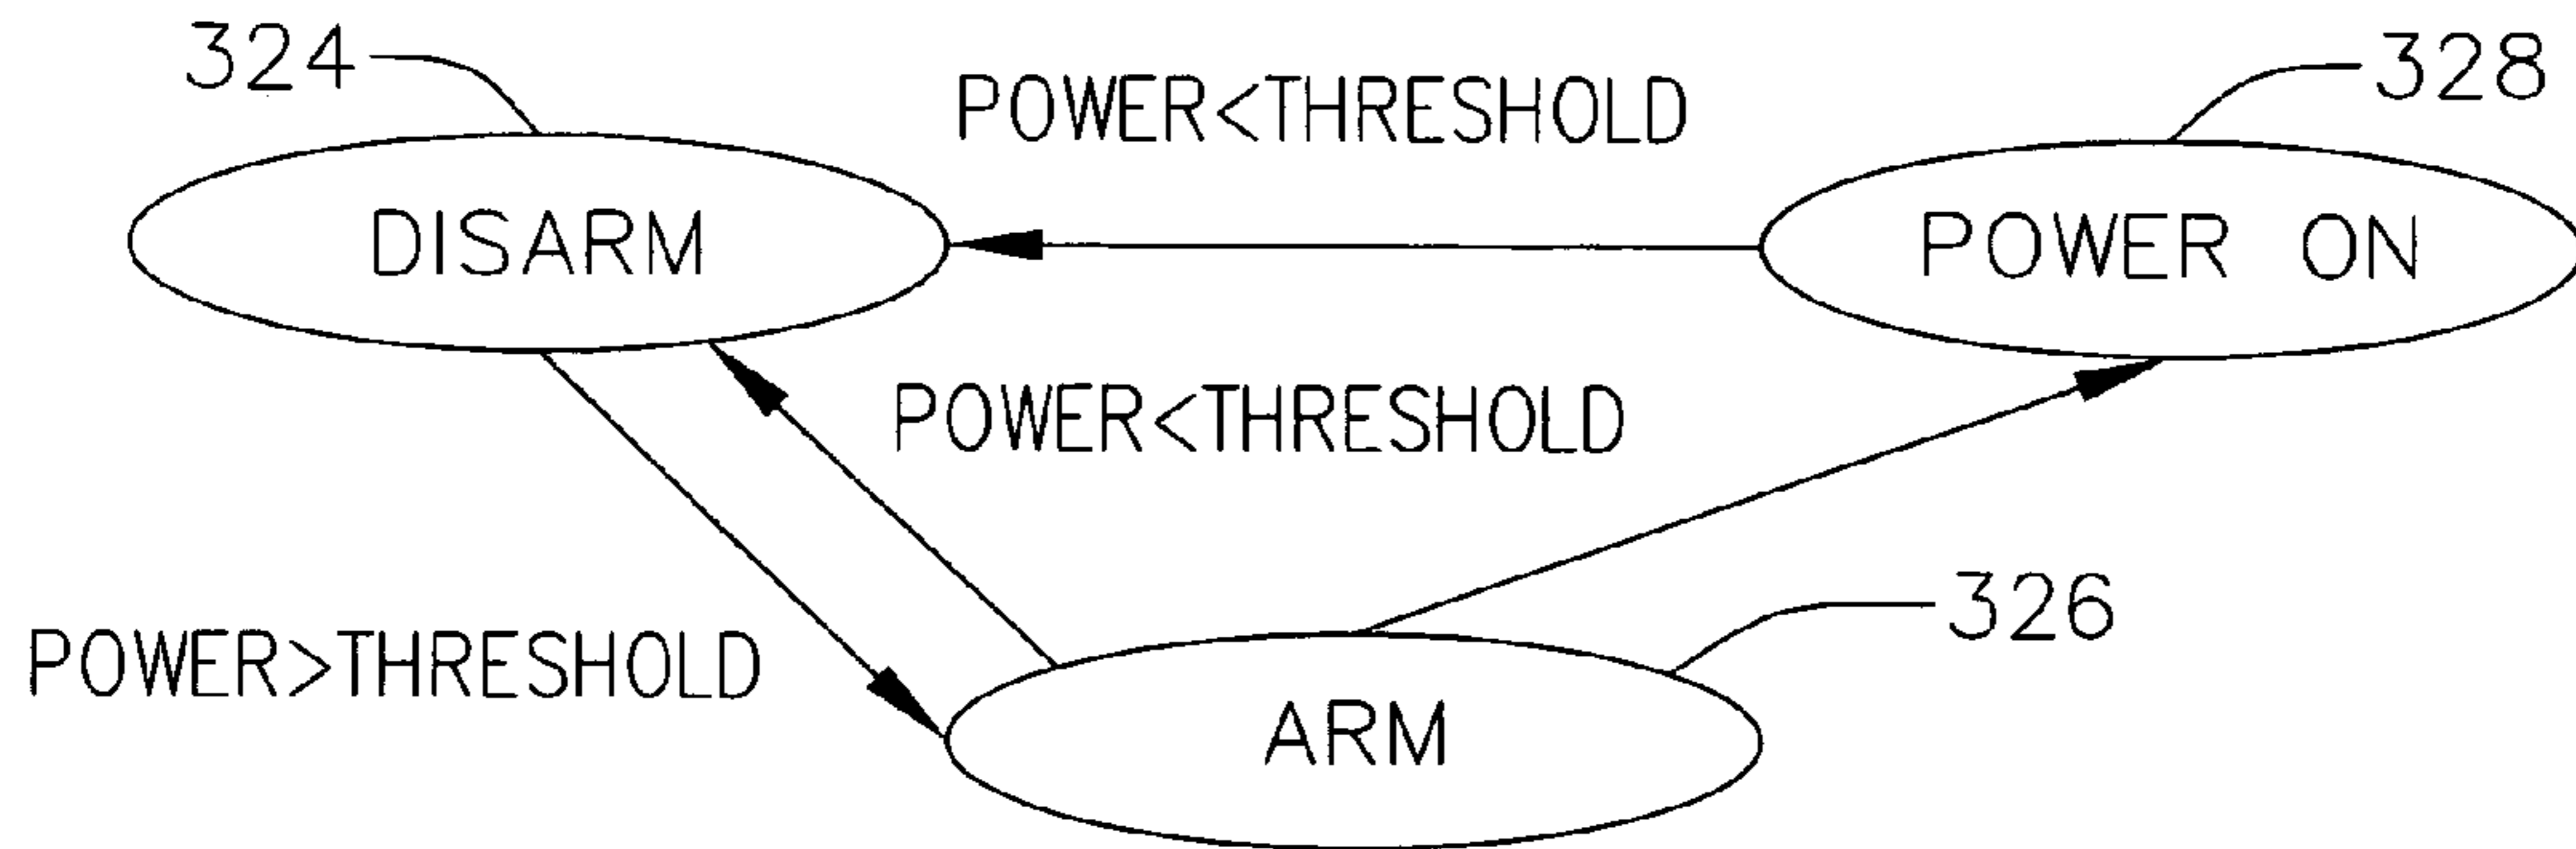 324
328
POWER<THRESHOLD
DISARM
POWER ON
POWER<THRESHOLD
326
POWER>THRESHOLD
ARM